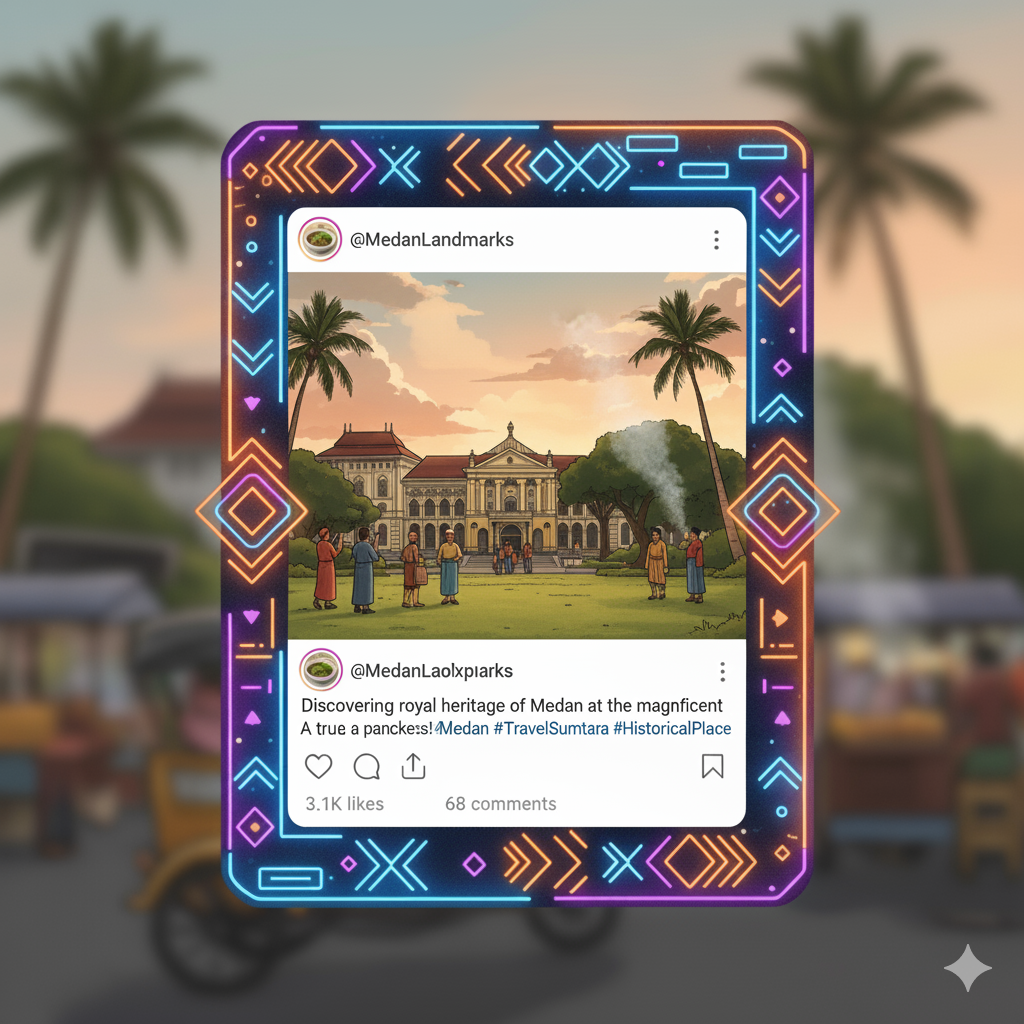 @MedanLandmarks
@MedanLaolxpıarks
Discovering royal heritage of Medan at the magnficent
A true a panckess! #Medan #TravelSumtara #HistoricalPlace
3.1K likes 68 comments